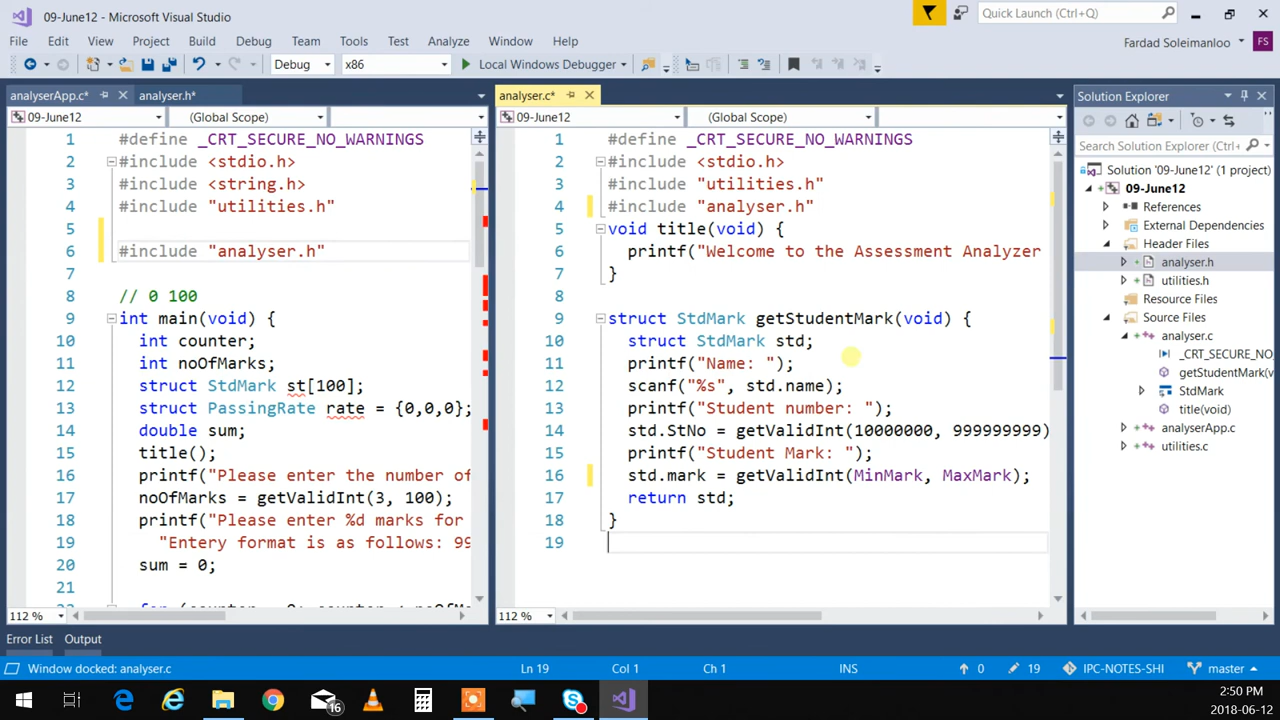 09-June12 - Microsoft Visual Studio
Quick Launch (Ctrl+Q)
File Edit View Project Build Debug Team Tools Test Analyze Window Help
Fardad Soleimanloo FS
Debug x86 Local Windows Debugger
analyserApp.c* analyser.h*
09-June12 (Global Scope)
1 #define _CRT_SECURE_NO_WARNINGS
2 #include <stdio.h>
3 #include <string.h>
4 #include "utilities.h"
5
6 #include "analyser.h"
7
8 // 0 100
9 int main(void) {
10 int counter;
11 int noOfMarks;
12 struct StdMark st[100];
13 struct PassingRate rate = {0,0,0};
14 double sum;
15 title();
16 printf("Please enter the number of
17 noOfMarks = getValidInt(3, 100);
18 printf("Please enter %d marks for
19 "Entery format is as follows: 99
20 sum = 0;
21
112 %
analyser.c*
09-June12 (Global Scope)
1 #define _CRT_SECURE_NO_WARNINGS
2 #include <stdio.h>
3 #include "utilities.h"
4 #include "analyser.h"
5 void title(void) {
6 printf("Welcome to the Assessment Analyzer
7 }
8
9 struct StdMark getStudentMark(void) {
10 struct StdMark std;
11 printf("Name: ");
12 scanf("%s", std.name);
13 printf("Student number: ");
14 std.StNo = getValidInt(10000000, 999999999)
15 printf("Student Mark: ");
16 std.mark = getValidInt(MinMark, MaxMark);
17 return std;
18 }
19
112 %
Solution Explorer
Search Solution Explorer (Ctrl+;)
Solution '09-June12' (1 project)
09-June12
References
External Dependencies
Header Files
analyser.h
utilities.h
Resource Files
Source Files
analyser.c
_CRT_SECURE_NO
getStudentMark(v
StdMark
title(void)
analyserApp.c
utilities.c
Error List Output
Window docked: analyser.c Ln 19 Col 1 Ch 1 INS 0 19 IPC-NOTES-SHI master
16
2:50 PM
2018-06-12